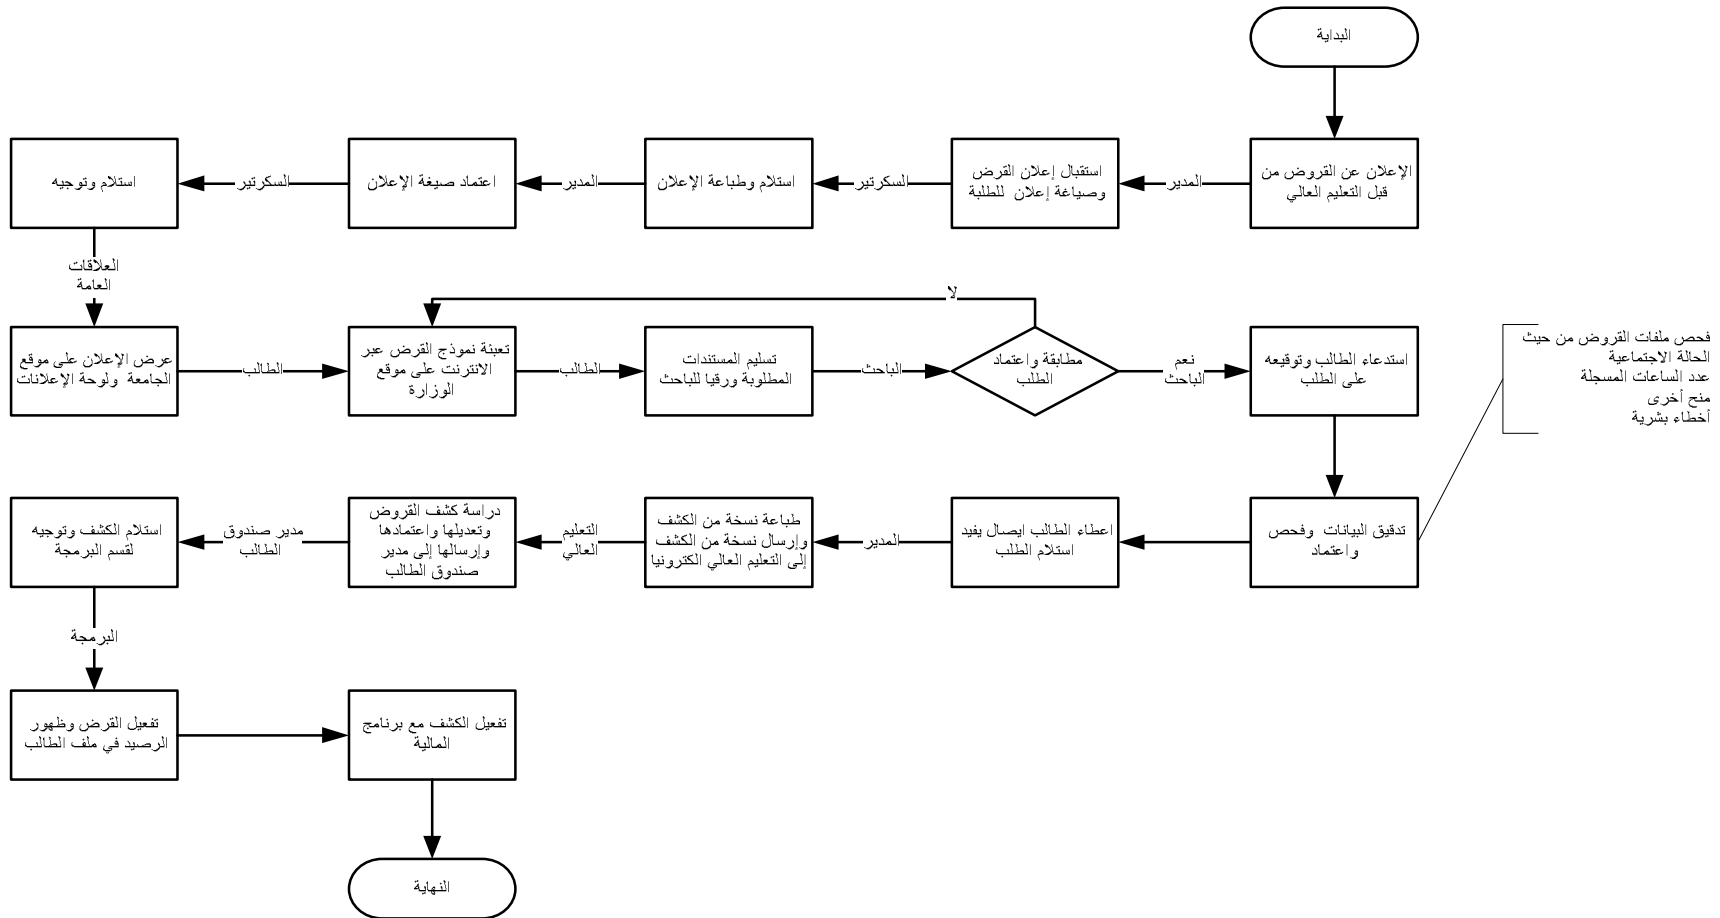 البداية
الإعلان عن القروض من
قبل التعليم العالي
المدير
استقبال إعلان القرض
وصياغة إعلان للطلبة
السكرتير
استلام وطباعة الإعلان
المدير
اعتماد صيغة الإعلان
السكرتير
استلام وتوجيه
العلاقات
العامة
عرض الإعلان على موقع
الجامعة ولوحة الإعلانات
الطالب
تعبئة نموذج القرض عبر
الانترنت على موقع
الوزارة
الطالب
تسليم المستندات
المطلوبة ورقيا للباحث
الباحث
مطابقة واعتماد
الطلب
لا
نعم
الباحث
استدعاء الطالب وتوقيعه
على الطلب
فحص ملفات القروض من حيث
الحالة الاجتماعية
عدد الساعات المسجلة
منح أخرى
أخطاء بشرية
تدقيق البيانات وفحص
واعتماد
اعطاء الطالب ايصال يفيد
استلام الطلب
المدير
طباعة نسخة من الكشف
وإرسال نسخة من الكشف
إلى التعليم العالي الكترونيا
التعليم
العالي
دراسة كشف القروض
وتعديلها واعتمادها
وإرسالها إلى مدير
صندوق الطالب
مدير صندوق
الطالب
استلام الكشف وتوجيه
لقسم البرمجة
البرمجة
تفعيل القرض وظهور
الرصيد في ملف الطالب
تفعيل الكشف مع برنامج
المالية
النهاية